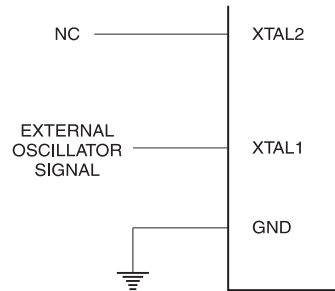 NC XTAL2
EXTERNAL
OSCILLATOR XTAL1
SIGNAL
GND